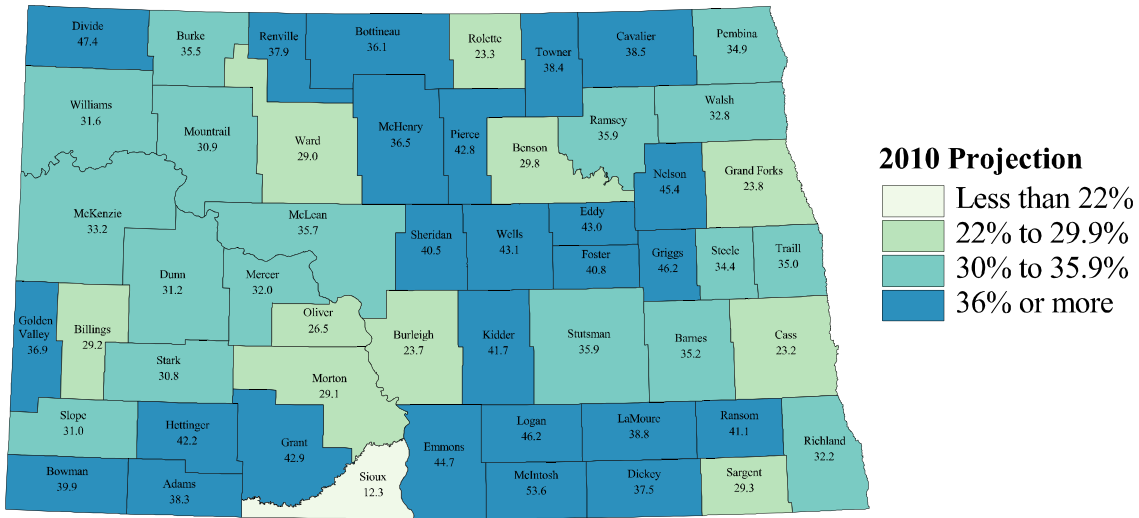 Divide
47.4
Burke
35.5
Renville
37.9
Bottineau
36.1
Rolette
23.3
Towner
38.4
Cavalier
38.5
Pembina
34.9
Williams
31.6
Mountrail
30.9
Ward
29.0
McHenry
36.5
Pierce
42.8
Benson
29.8
Ramsey
35.9
Walsh
32.8
Nelson
45.4
Grand Forks
23.8
McKenzie
33.2
McLean
35.7
Sheridan
40.5
Wells
43.1
Eddy
43.0
Foster
40.8
Griggs
46.2
Steele
34.4
Traill
35.0
Dunn
31.2
Mercer
32.0
Oliver
26.5
Golden
Valley
36.9
Billings
29.2
Burleigh
23.7
Kidder
41.7
Stutsman
35.9
Barnes
35.2
Cass
23.2
Stark
30.8
Morton
29.1
Slope
31.0
Hettinger
42.2
Grant
42.9
Emmons
44.7
Logan
46.2
LaMoure
38.8
Ransom
41.1
Richland
32.2
Bowman
39.9
Adams
38.3
Sioux
12.3
McIntosh
53.6
Dickey
37.5
Sargent
29.3
2010 Projection
Less than 22%
22% to 29.9%
30% to 35.9%
36% or more